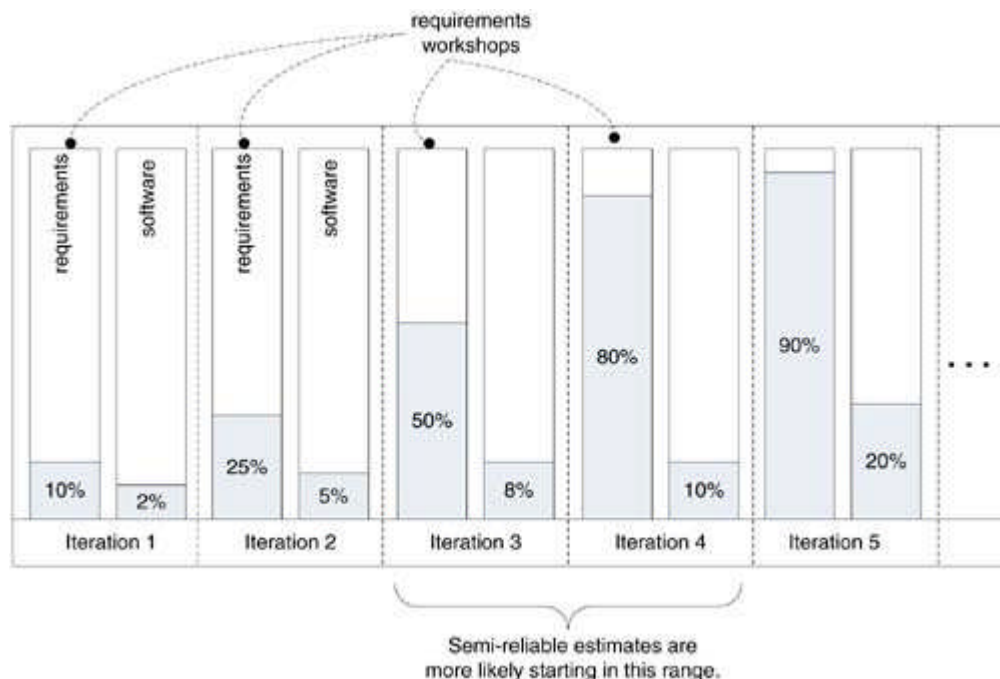 requirements
workshops
requirements
software
requirements
software
10%
2%
25%
5%
50%
8%
80%
10%
90%
20%
. . . .
Iteration 1
Iteration 2
Iteration 3
Iteration 4
Iteration 5
Semi-reliable estimates are
more likely starting in this range.